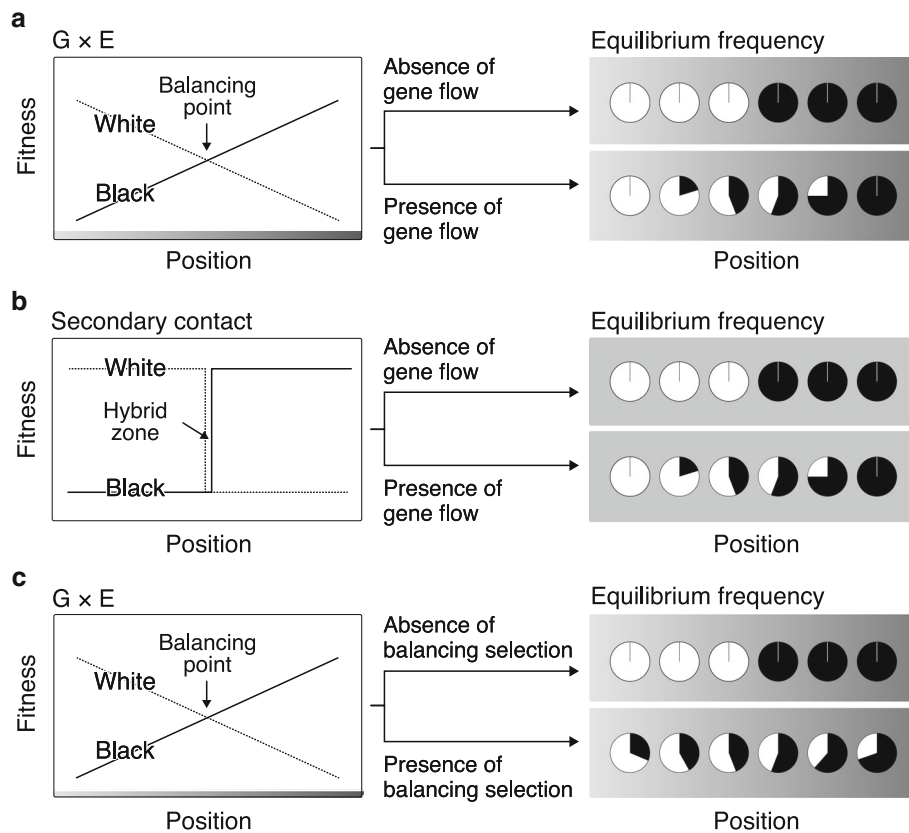 a
G × E
Equilibrium frequency
Fitness
White
Black
Balancing
point
Position
Absence of
gene flow
Presence of
gene flow
Position
b
Secondary contact
Equilibrium frequency
Fitness
White
Hybrid
zone
Black
Position
Absence of
gene flow
Presence of
gene flow
Position
c
G × E
Equilibrium frequency
Fitness
White
Black
Balancing
point
Position
Absence of
balancing selection
Presence of
balancing selection
Position